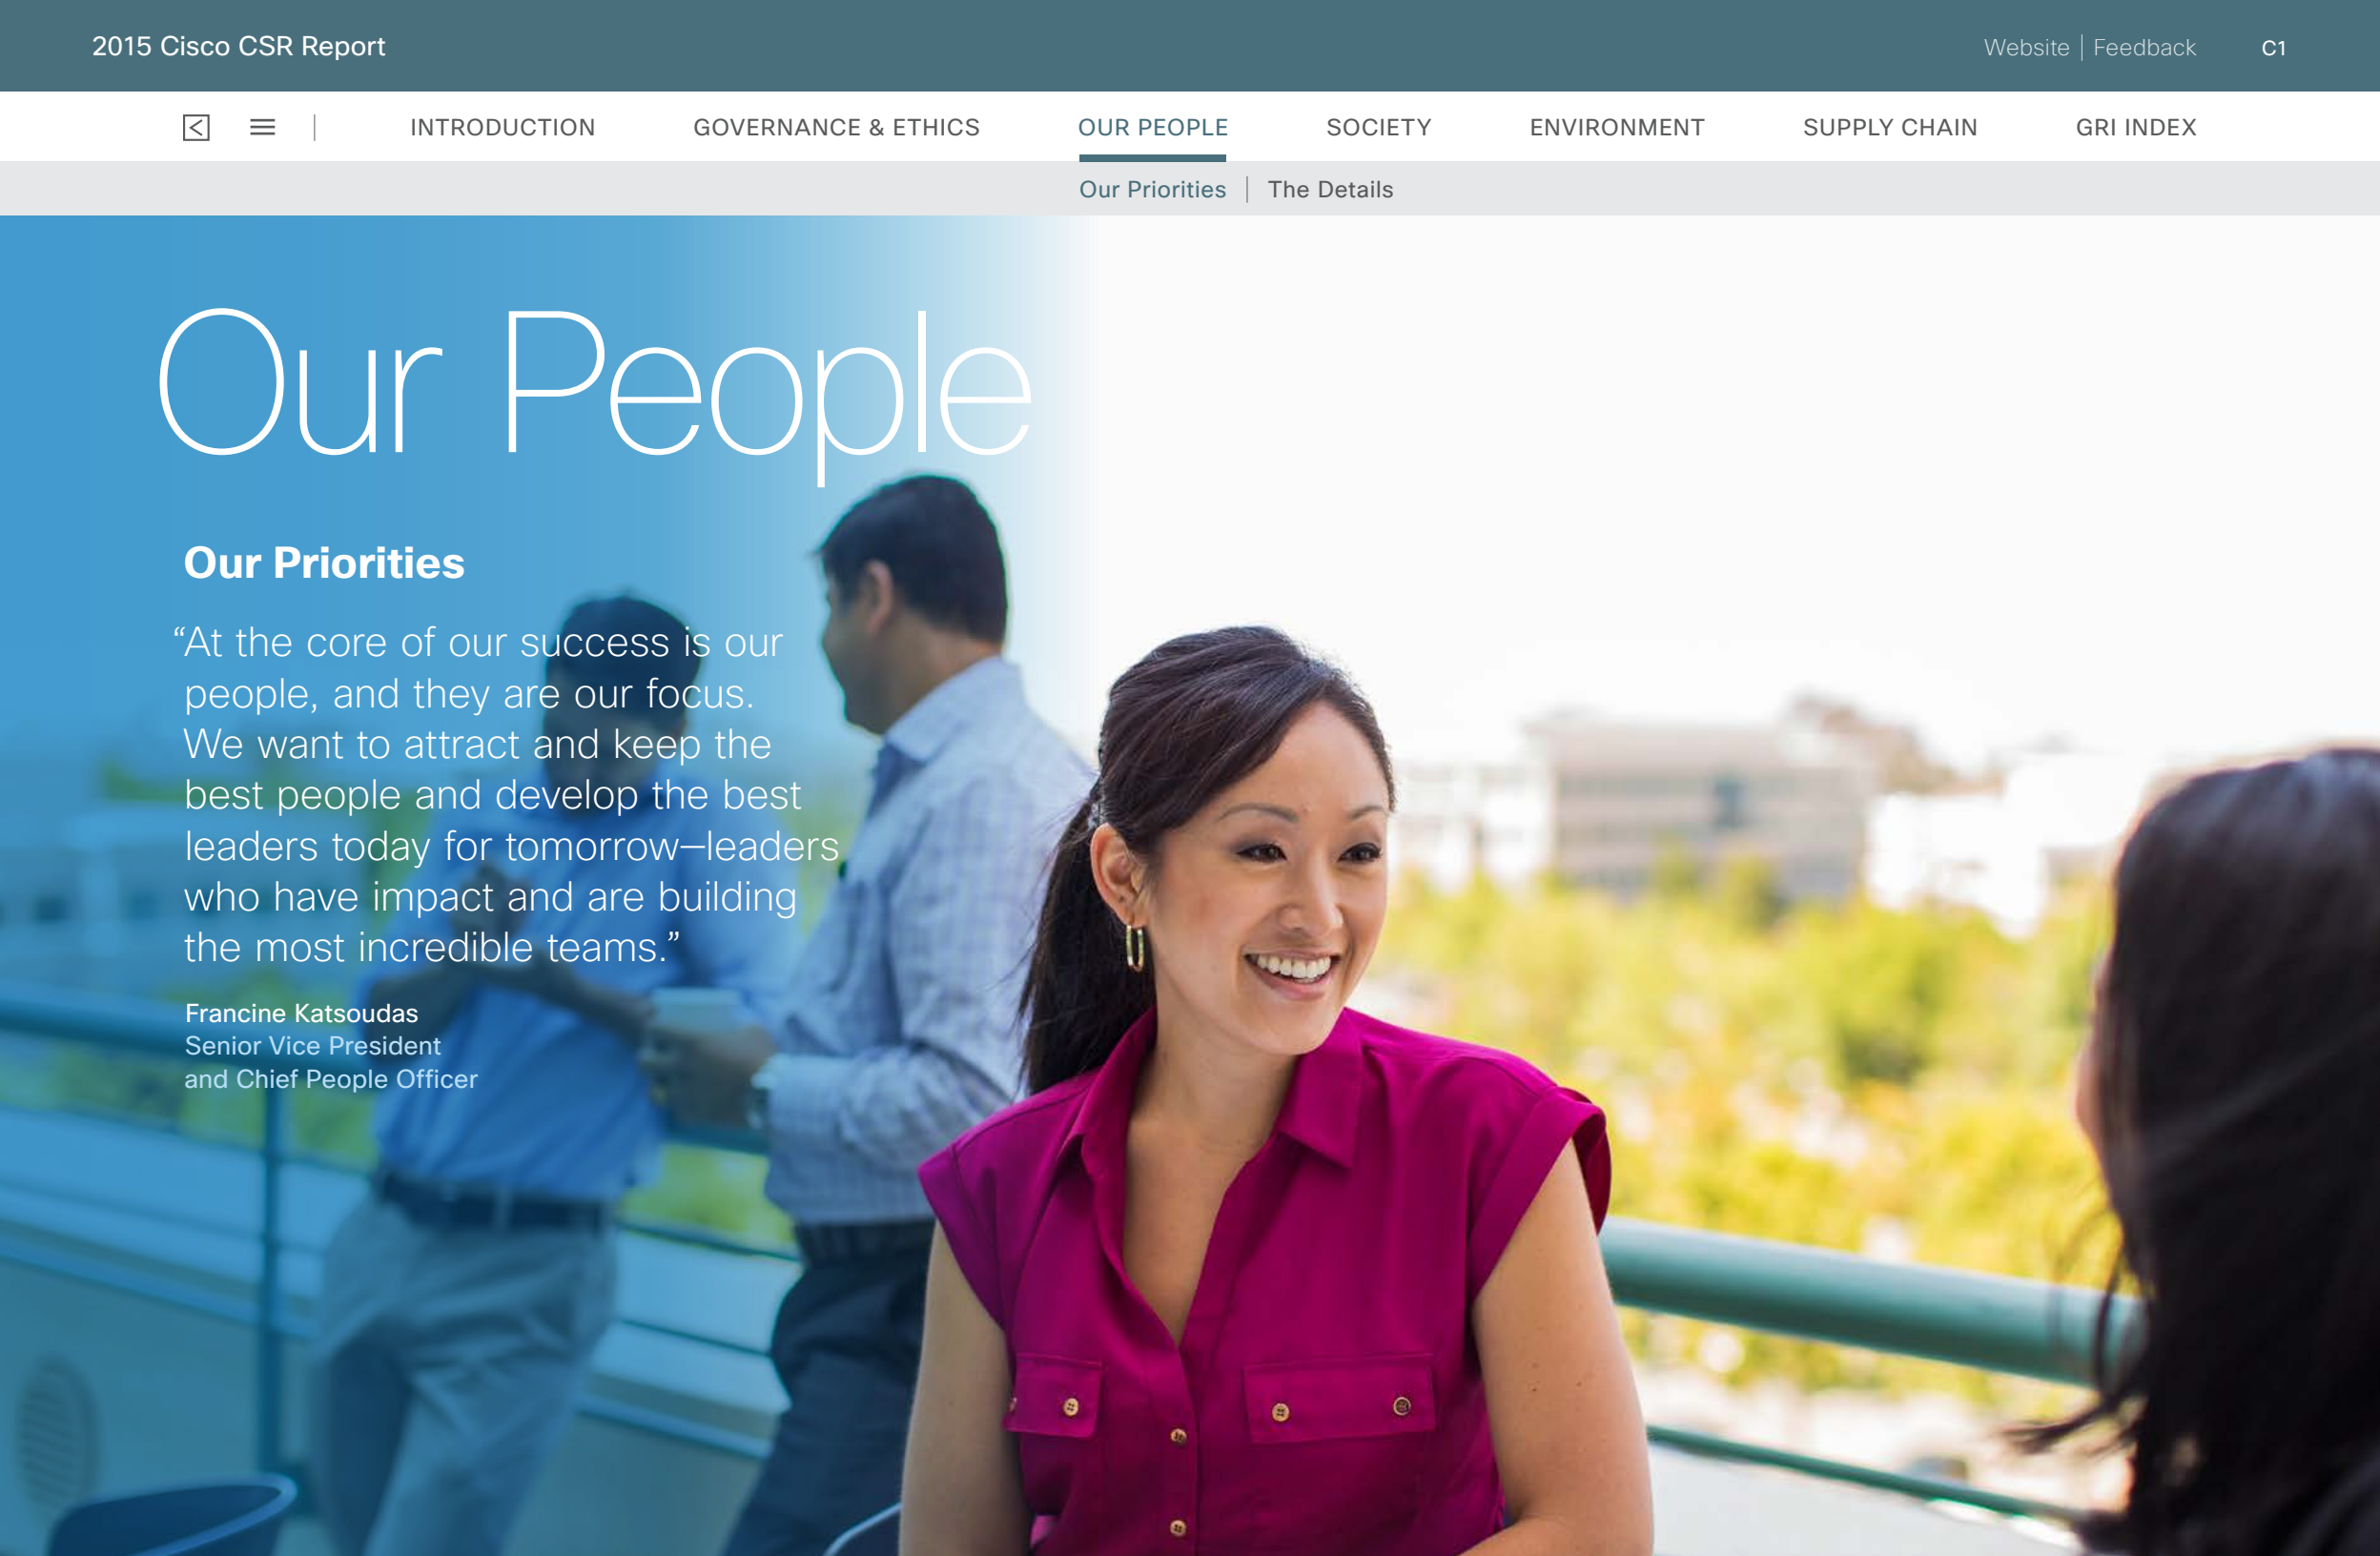 2015 Cisco CSR Report
Website | Feedback C1
INTRODUCTION GOVERNANCE & ETHICS OUR PEOPLE SOCIETY ENVIRONMENT SUPPLY CHAIN GRI INDEX
Our Priorities | The Details
Our People
Our Priorities
“At the core of our success is our
people, and they are our focus.
We want to attract and keep the
best people and develop the best
leaders today for tomorrow—leaders
who have impact and are building
the most incredible teams.”
Francine Katsoudas
Senior Vice President
and Chief People Officer